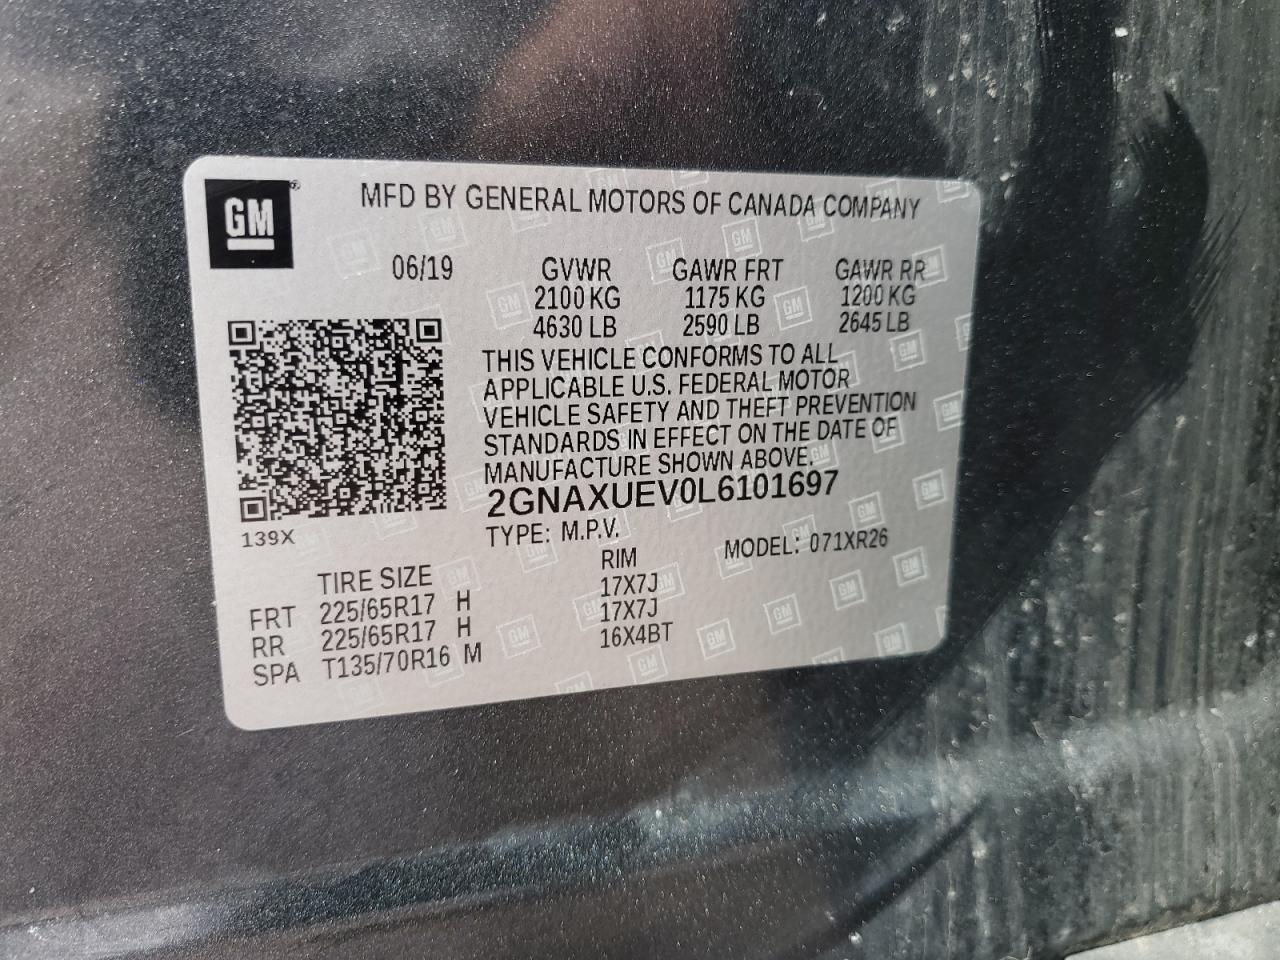 GM
MFD BY GENERAL MOTORS OF CANADA COMPANY
06/19 GVWR GAWR FRT GAWR RR
2100 KG 1175 KG 1200 KG
4630 LB 2590 LB 2645 LB
THIS VEHICLE CONFORMS TO ALL
APPLICABLE U.S. FEDERAL MOTOR
VEHICLE SAFETY AND THEFT PREVENTION
STANDARDS IN EFFECT ON THE DATE OF
MANUFACTURE SHOWN ABOVE.
2GNAXUEV0L6101697
139X
TYPE: M.P.V. MODEL: 071XR26
TIRE SIZE RIM
FRT 225/65R17 H 17X7J
RR 225/65R17 H 17X7J
SPA T135/70R16 M 16X4BT